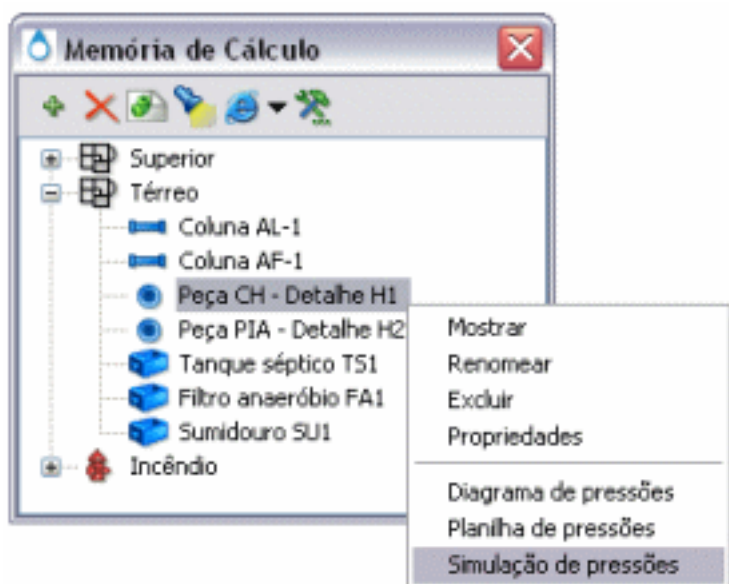 Memória de Cálculo
Superior
Térreo
Coluna AL-1
Coluna AF-1
Peça CH - Detalhe H1
Peça PIA - Detalhe H2
Tanque séptico TS1
Filtro anaeróbio FA1
Sumidouro SU1
Incêndio
Mostrar
Renomear
Excluir
Propriedades
Diagrama de pressões
Planilha de pressões
Simulação de pressões